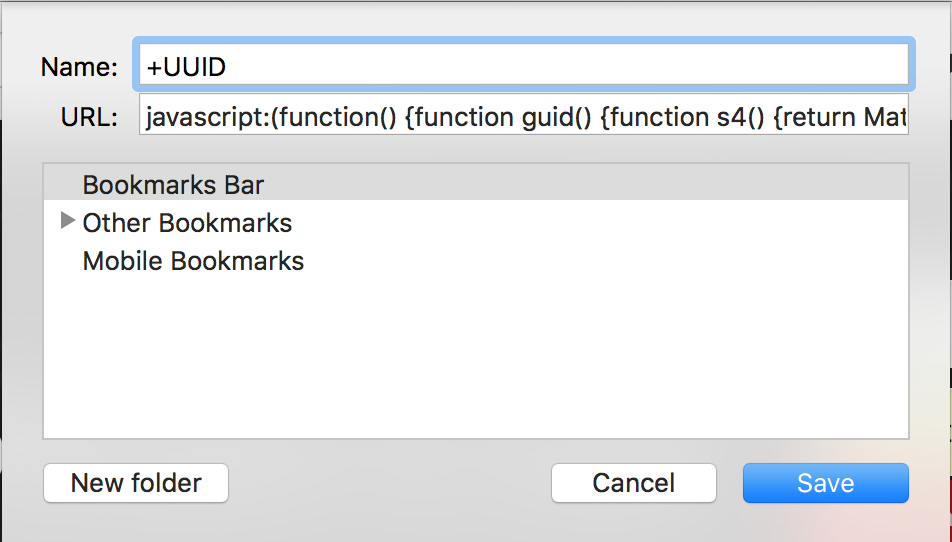 Name: +UUID
URL: javascript:(function() {function guid() {function s4() {return Mat
Bookmarks Bar
Other Bookmarks
Mobile Bookmarks
New folder Cancel Save